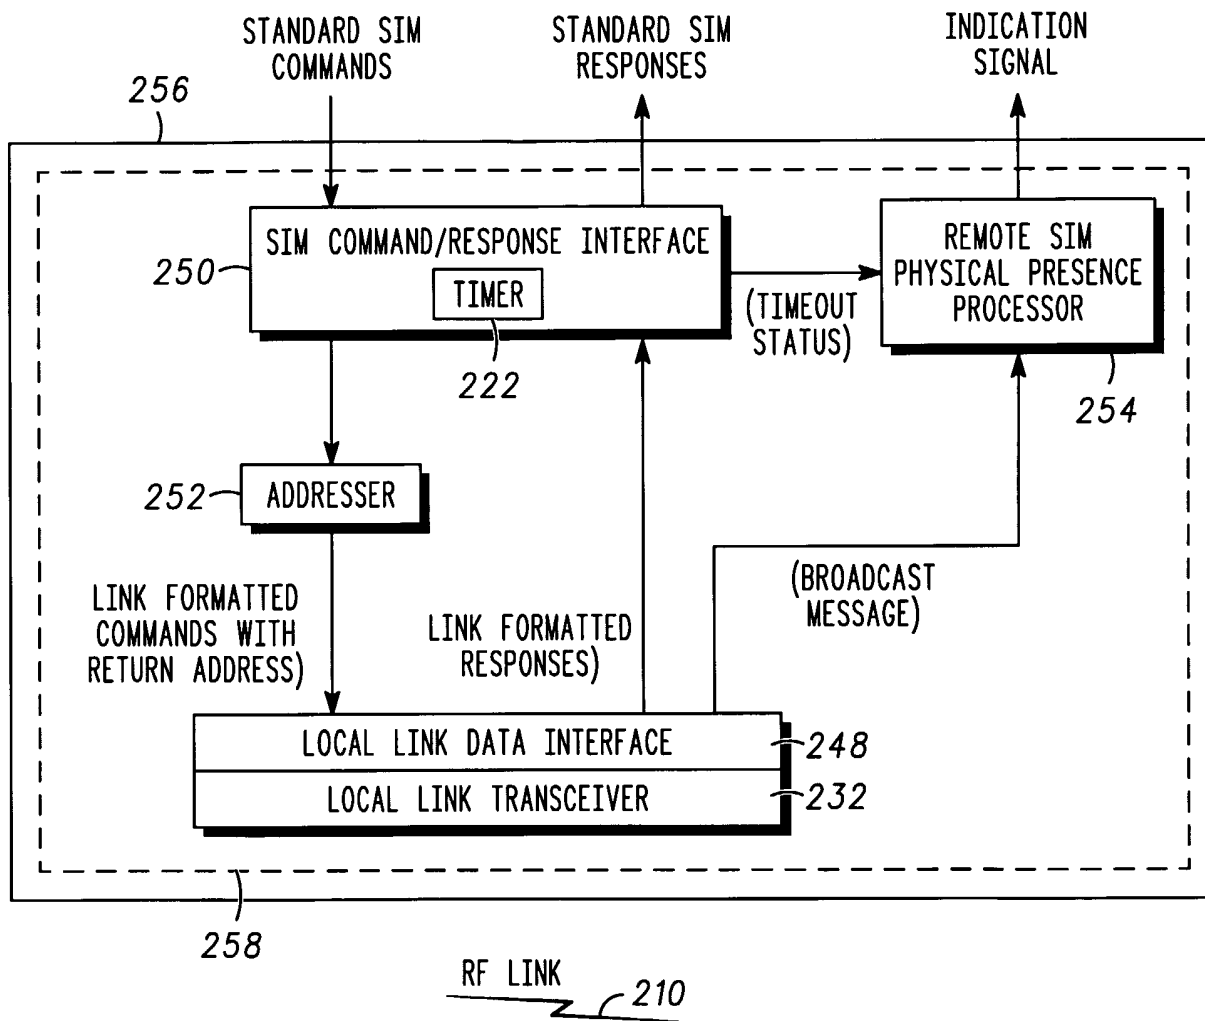 STANDARD SIM
COMMANDS
STANDARD SIM
RESPONSES
INDICATION
SIGNAL
256
SIM COMMAND/RESPONSE INTERFACE
TIMER
250
222
(TIMEOUT
STATUS)
REMOTE SIM
PHYSICAL PRESENCE
PROCESSOR
254
252
ADDRESSER
LINK FORMATTED
COMMANDS WITH
RETURN ADDRESS)
LINK FORMATTED
RESPONSES)
(BROADCAST
MESSAGE)
LOCAL LINK DATA INTERFACE
248
LOCAL LINK TRANSCEIVER
232
258
RF LINK
210